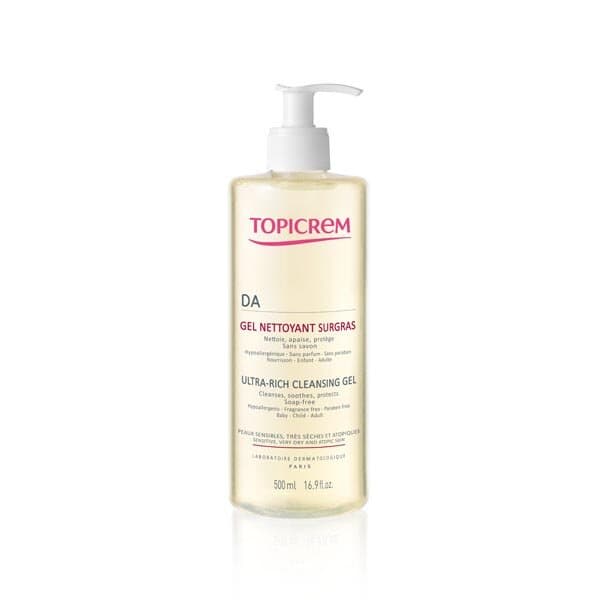 TOPICREM
DA
GEL NETTOYANT SURGRAS
Nettoie, apaise, protège
Sans savon
Hypoallergénique - Sans parfum - Sans paraben
Nourrisson - Enfant - Adulte
ULTRA-RICH CLEANSING GEL
Cleanses, soothes, protects
Soap-free
Hypoallergenic - Fragrance free - Paraben free
Baby - Child - Adult
PEAUX SENSIBLES, TRÈS SÈCHES ET ATOPIQUES
SENSITIVE, VERY DRY AND ATOPIC SKIN
LABORATOIRE DERMATOLOGIQUE
PARIS
500 ml 16.9 fl.oz.